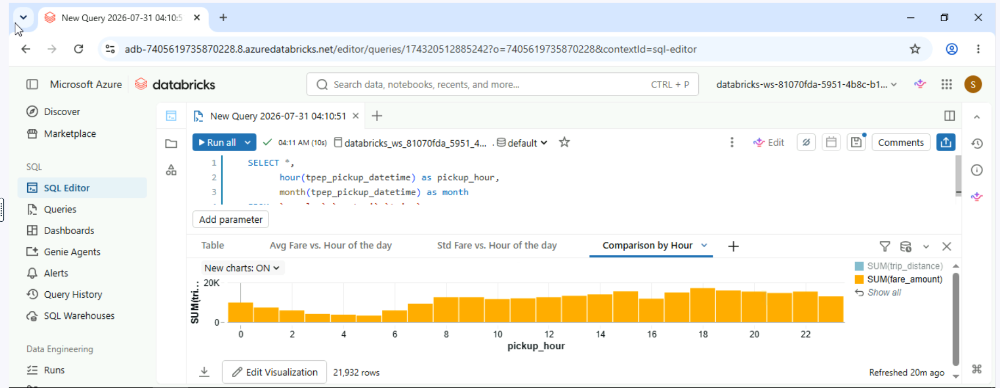 New Query 2026-07-31 04:10:5
adb-7405619735870228.8.azuredatabricks.net/editor/queries/174320512885242?o=7405619735870228&contextId=sql-editor
Microsoft Azure databricks
Search data, notebooks, recents, and more... CTRL + P
databricks-ws-81070fda-5951-4b8c-b1... S
Discover
Marketplace
SQL
SQL Editor
Queries
Dashboards
Genie Agents
Alerts
Query History
SQL Warehouses
Data Engineering
Runs
New Query 2026-07-31 04:10:51
Run all 04:11 AM (10s) databricks_ws_81070fda_5951_4... . default Edit Comments
1 SELECT *,
2 hour(tpep_pickup_datetime) as pickup_hour,
3 month(tpep_pickup_datetime) as month
Add parameter
Table Avg Fare vs. Hour of the day Std Fare vs. Hour of the day Comparison by Hour
New charts: ON
SUM(trip_distance)
SUM(fare_amount)
Show all
SUM(tri...
20K
0
0 2 4 6 8 10 12 14 16 18 20 22
pickup_hour
Edit Visualization 21,932 rows Refreshed 20m ago